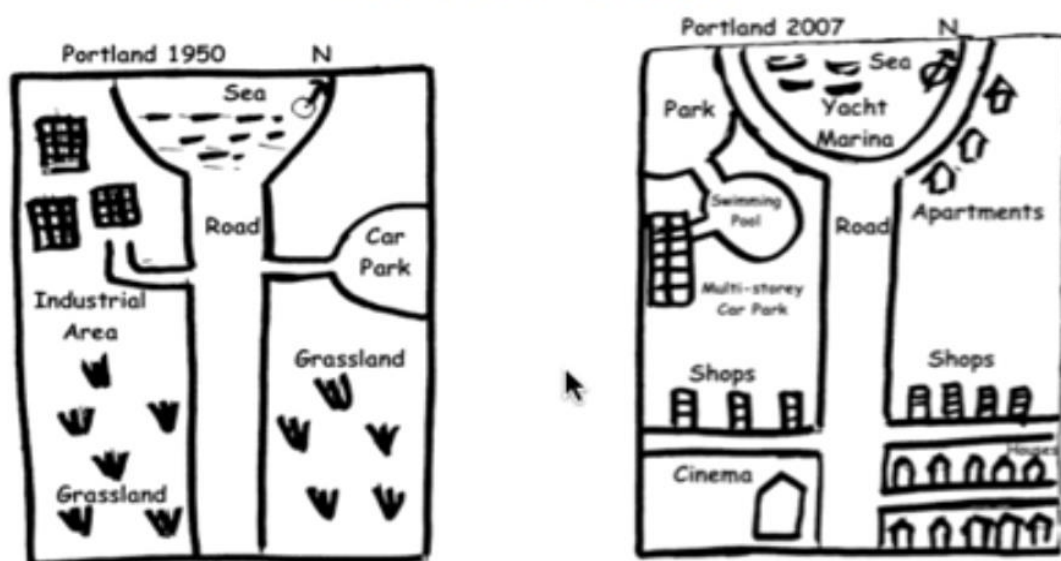 Portland 1950
N
Sea
Road
Car
Park
Industrial
Area
Grassland
Grassland
Portland 2007
N
Sea
Park
Yacht
Marina
Swimming
Pool
Road
Apartments
Multi-storey
Car Park
Shops
Shops
Houses
Cinema